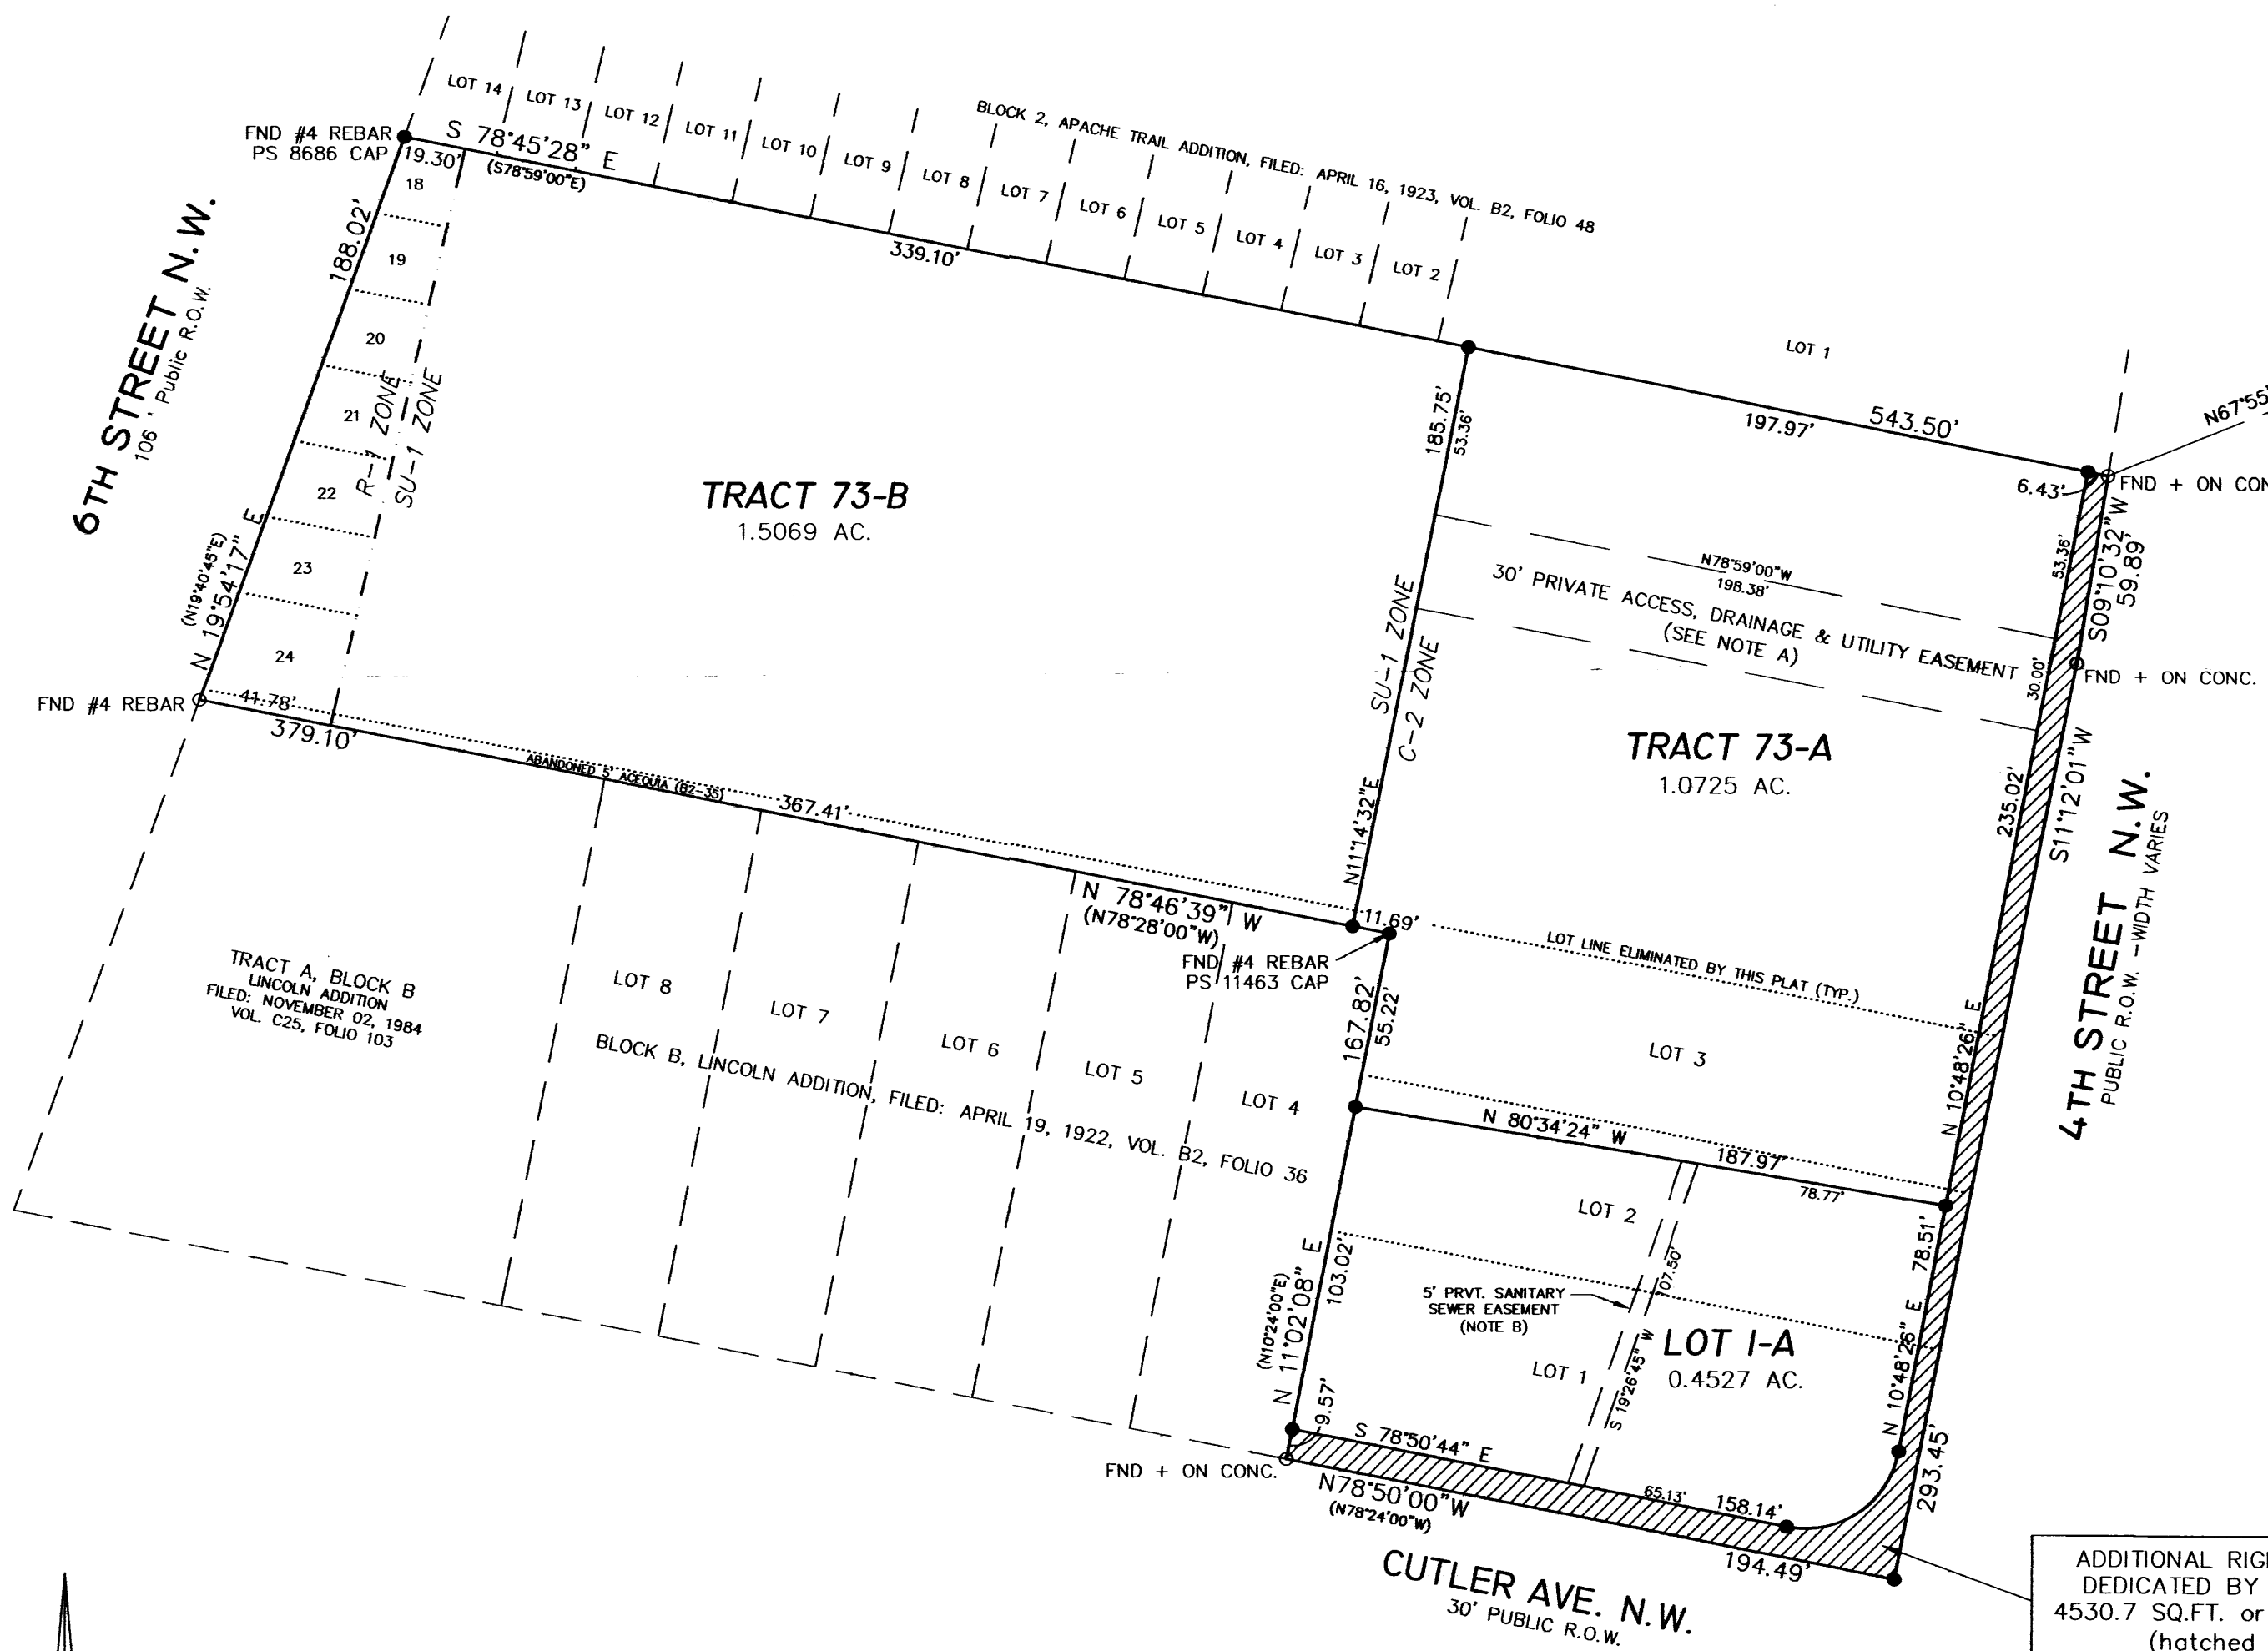 LOT 14
LOT 13
LOT 12
LOT 11
LOT 10
LOT 9
LOT 8
LOT 7
LOT 6
LOT 5
LOT 4
LOT 3
LOT 2
LOT 1
BLOCK 2, APACHE TRAIL ADDITION, FILED: APRIL 16, 1923, VOL. B2, FOLIO 48
FND #4 REBAR
PS 8686 CAP
S 78°45'28" E
(S78°59'00"E)
19.30'
339.10'
197.97'
543.50'
N67°55'
6.43'
FND + ON CON
18
19
20
21
22
23
24
188.02'
6TH STREET N.W.
106' Public R.O.W.
N 19°54'17" E
(N19°40'45"E)
R-1 ZONE
SU-1 ZONE
TRACT 73-B
1.5069 AC.
185.75'
53.36'
SU-1 ZONE
C-2 ZONE
N11°14'32"E
N78°59'00"W
198.38'
30' PRIVATE ACCESS, DRAINAGE & UTILITY EASEMENT
(SEE NOTE A)
53.36'
30.00'
S09°10'32"W
59.89'
FND + ON CONC.
TRACT 73-A
1.0725 AC.
235.02'
S11°12'01"W
4TH STREET N.W.
PUBLIC R.O.W. -WIDTH VARIES
FND #4 REBAR
41.78'
379.10'
ABANDONED 5' ACEQUIA (B2-35)
367.41'
N 78°46'39" W
(N78°28'00"W)
11.69'
FND #4 REBAR
PS 11463 CAP
LOT LINE ELIMINATED BY THIS PLAT (TYP.)
LOT 3
N 10°48'26" E
167.82'
55.22'
TRACT A, BLOCK B
LINCOLN ADDITION
FILED: NOVEMBER 02, 1984
VOL. C25, FOLIO 103
LOT 8
LOT 7
LOT 6
LOT 5
LOT 4
BLOCK B, LINCOLN ADDITION, FILED: APRIL 19, 1922, VOL. B2, FOLIO 36
N 80°34'24" W
187.97'
78.77'
LOT 2
78.51'
107.50'
N 11°02'08" E
(N10°24'00"E)
103.02'
5' PRVT. SANITARY
SEWER EASEMENT
(NOTE B)
S 19°26'45" W
LOT 1
LOT 1-A
0.4527 AC.
N 10°48'26" E
293.45'
9.57'
S 78°50'44" E
65.13'
158.14'
FND + ON CONC.
N78°50'00"W
(N78°24'00"W)
194.49'
CUTLER AVE. N.W.
30' PUBLIC R.O.W.
ADDITIONAL RIG
DEDICATED BY
4530.7 SQ.FT. or
(hatched